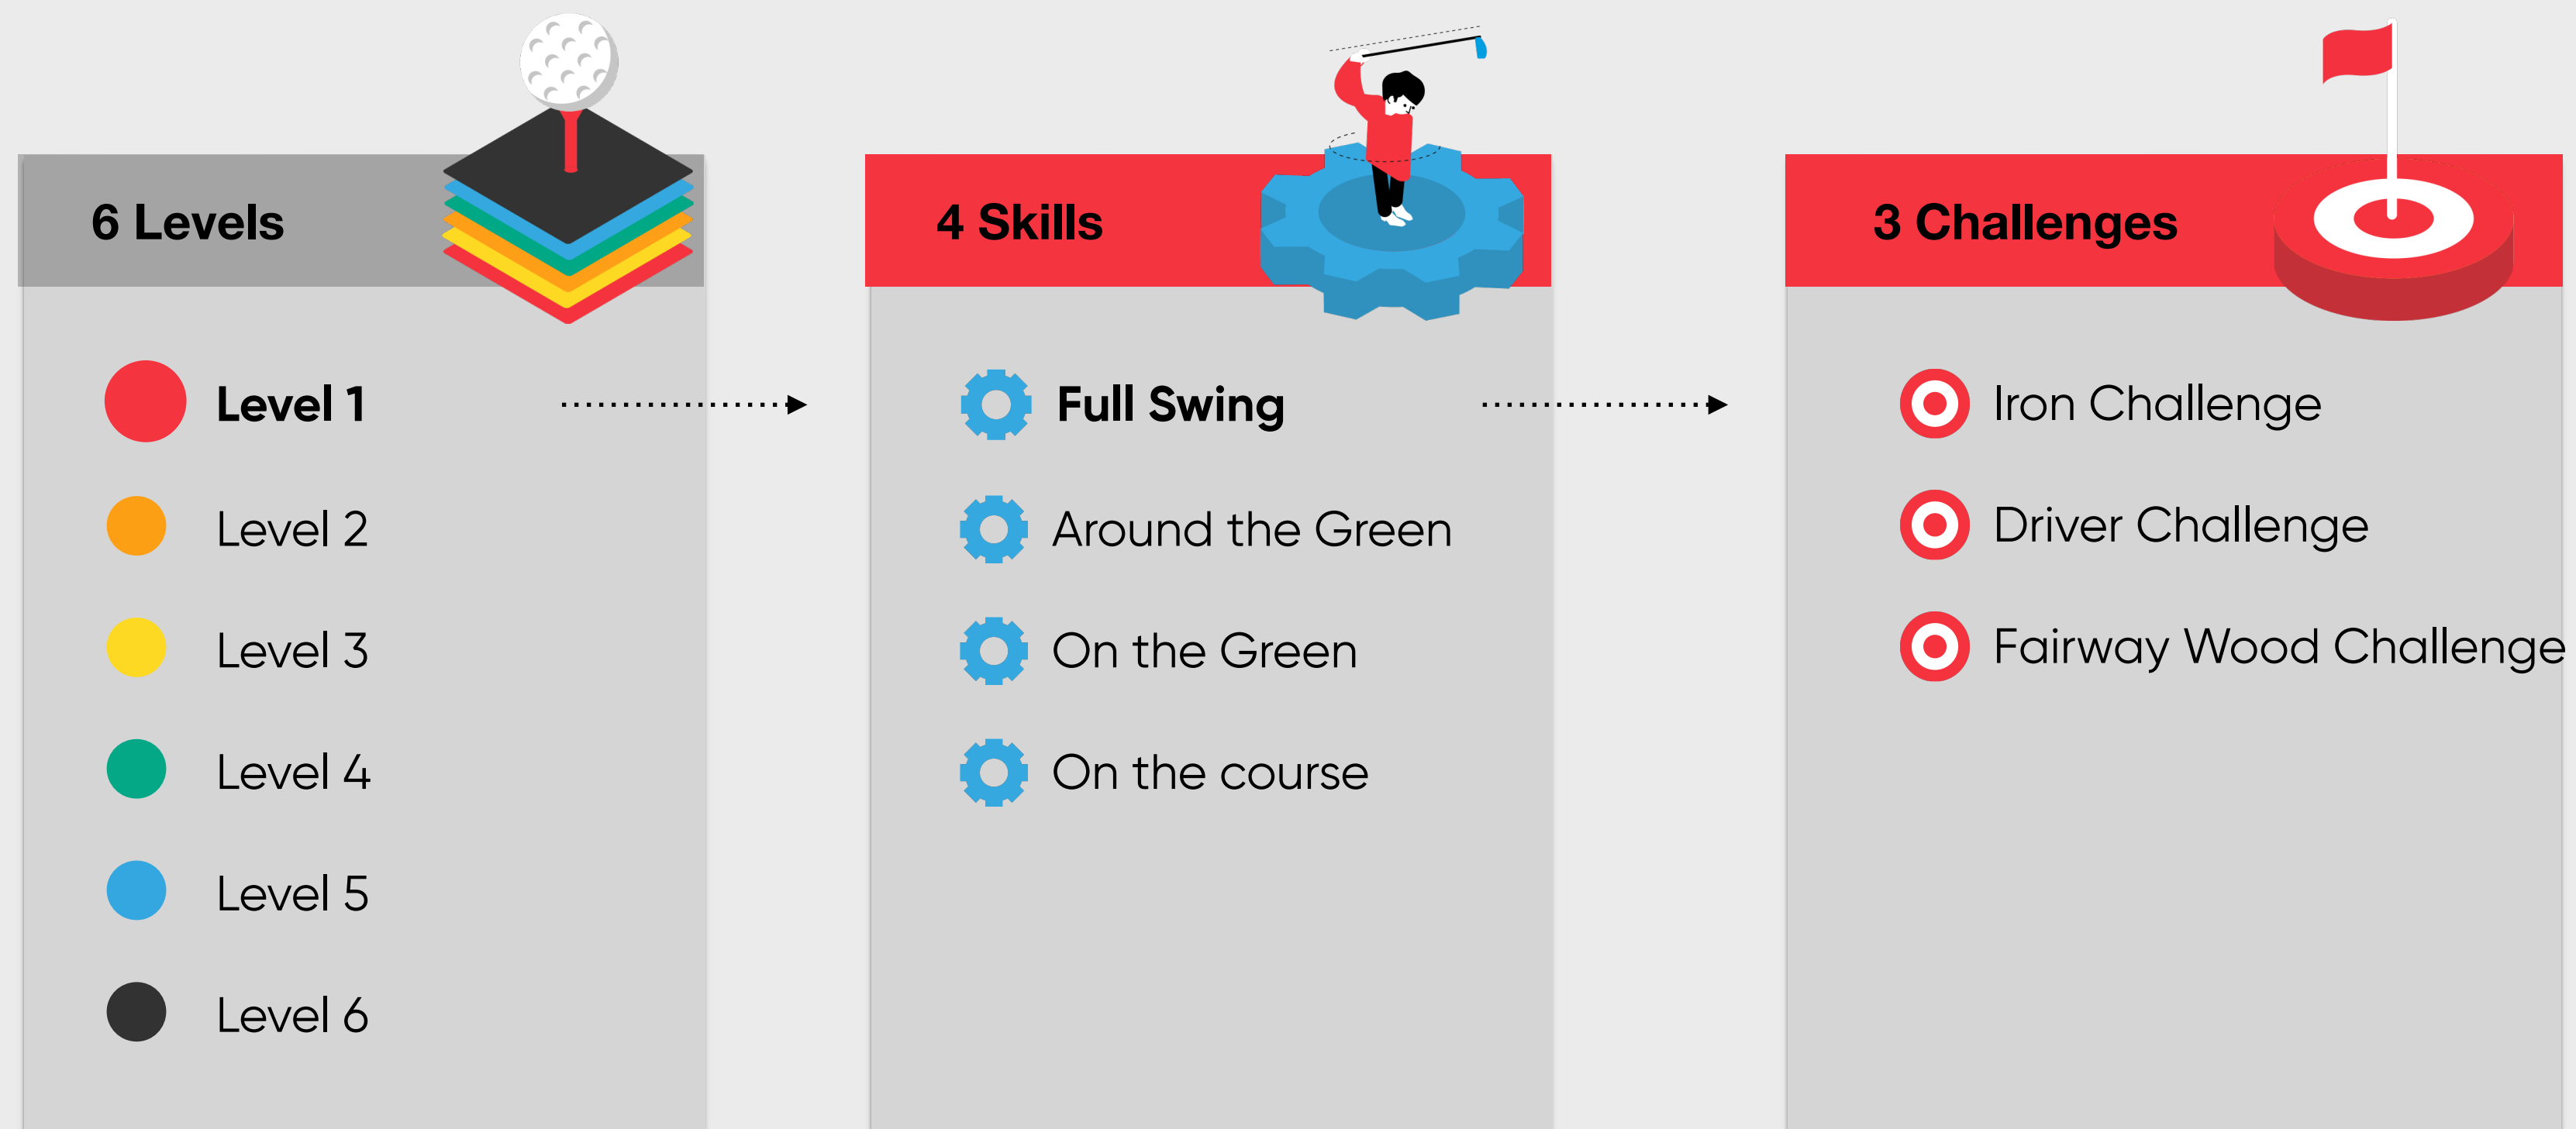 6 Levels
Level 1
Level 2
Level 3
Level 4
Level 5
Level 6
4 Skills
Full Swing
Around the Green
On the Green
On the course
3 Challenges
Iron Challenge
Driver Challenge
Fairway Wood Challenge